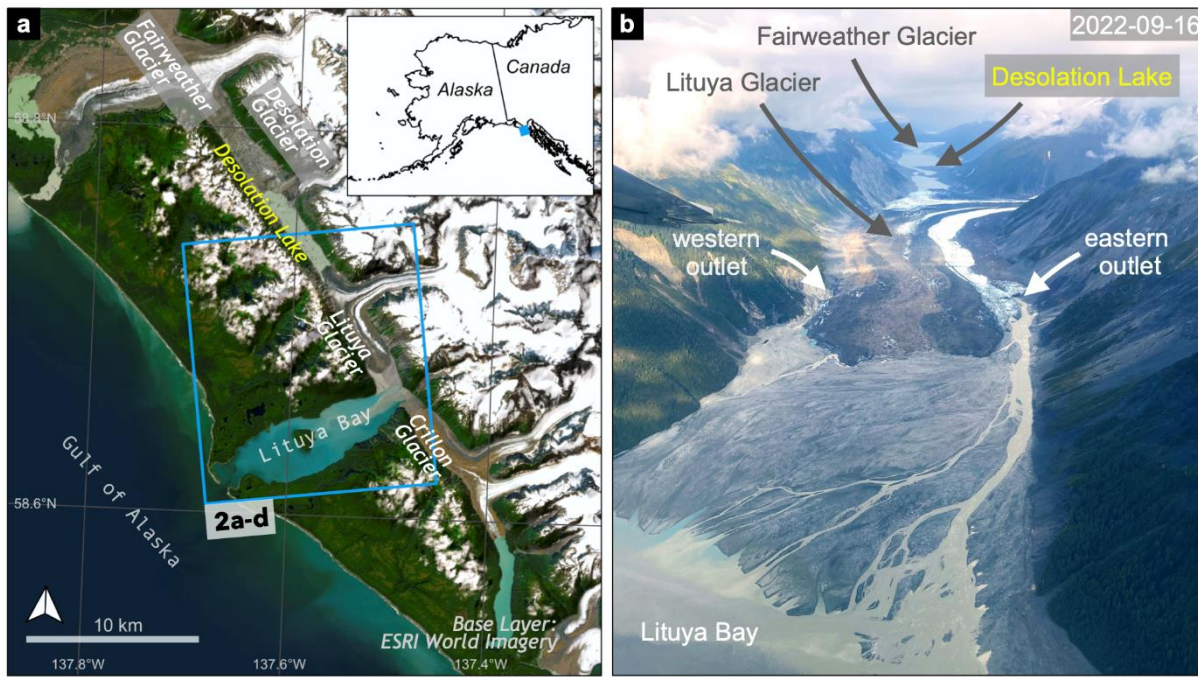 a
Fairweather
Glacier
Desolation
Glacier
Desolation Lake
Canada
Alaska
58.8°N
Lituya
Glacier
Lituya Bay
Crillon
Glacier
Gulf of Alaska
58.6°N
2a-d
10 km
Base Layer:
ESRI World Imagery
137.8°W
137.6°W
137.4°W
b
2022-09-16
Fairweather Glacier
Lituya Glacier
Desolation Lake
western
outlet
eastern
outlet
Lituya Bay